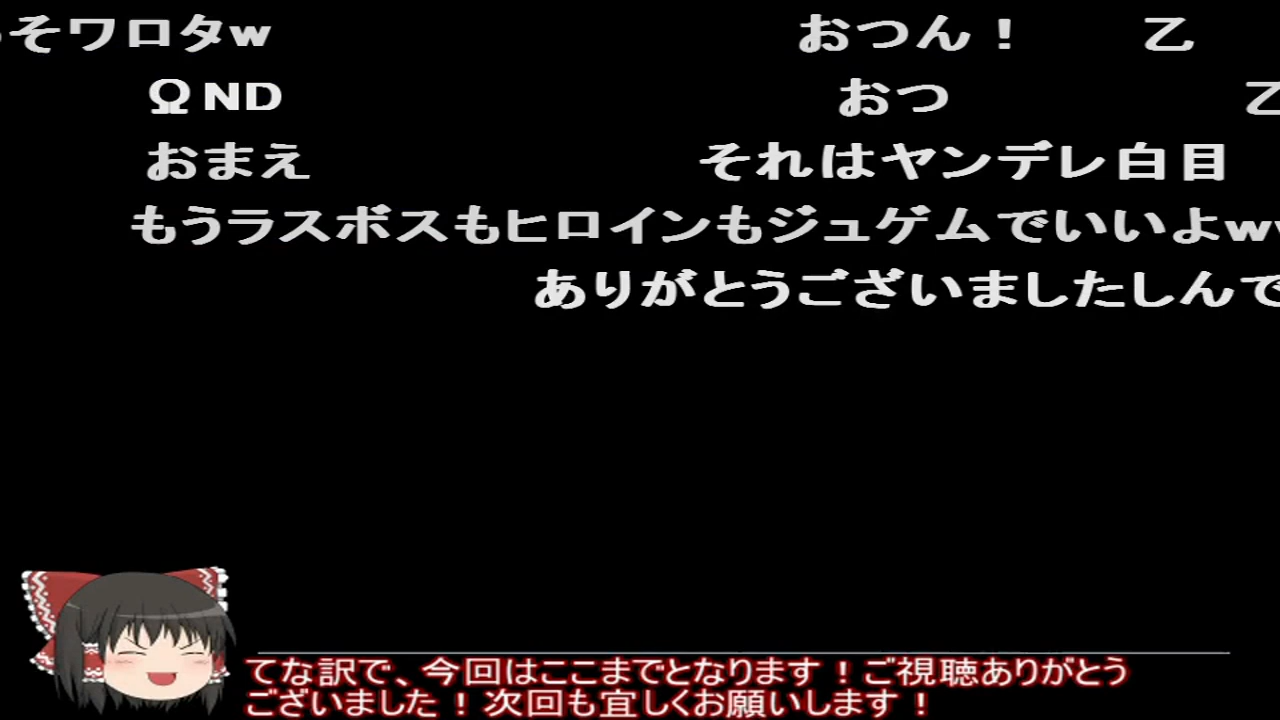 そワロタw おつん！ 乙
ΩND おつ 乙
おまえ それはヤンデレ白目
もうラスボスもヒロインもジュゲムでいいよw
ありがとうございましたしんで
てな訳で、今回はここまでとなります！ご視聴ありがとう
ございました！次回も宜しくお願いします！